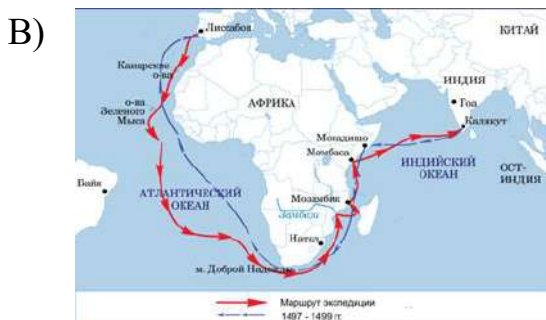 В)
КИТАЙ
Лиссабон
Канарские
о-ва
ИНДИЯ
о-ва
Зеленого
Мыса
АФРИКА
Гоа
Каликут
Могадишо
Момбаса
ИНДИЙСКИЙ
ОКЕАН
ОСТ-
ИНДИЯ
Байя
АТЛАНТИЧЕСКИЙ
ОКЕАН
Мозамбик
Замбези
Натал
м. Доброй Надежды
Маршрут экспедиции
1497 - 1499 гг.